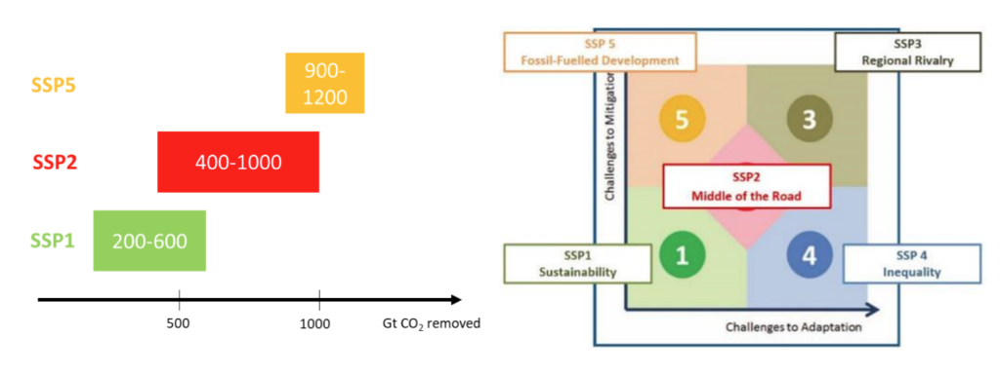 SSP5
900-
1200
SSP2
400-1000
SSP1
200-600
500
1000
Gt CO₂ removed
SSP 5
Fossil-Fuelled Development
SSP3
Regional Rivalry
Challenges to Mitigation
5
3
SSP2
Middle of the Road
SSP1
Sustainability
1
4
SSP 4
Inequality
Challenges to Adaptation